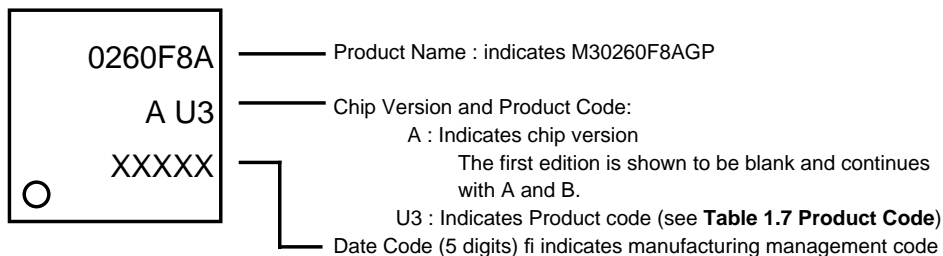 0260F8A
Product Name : indicates M30260F8AGP
A U3
Chip Version and Product Code:
A : Indicates chip version
The first edition is shown to be blank and continues
with A and B.
XXXXX
U3 : Indicates Product code (see Table 1.7 Product Code)
Date Code (5 digits) fi indicates manufacturing management code